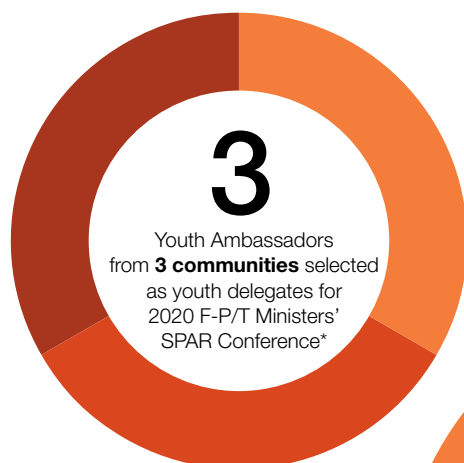 3
Youth Ambassadors
from 3 communities selected
as youth delegates for
2020 F-P/T Ministers'
SPAR Conference*